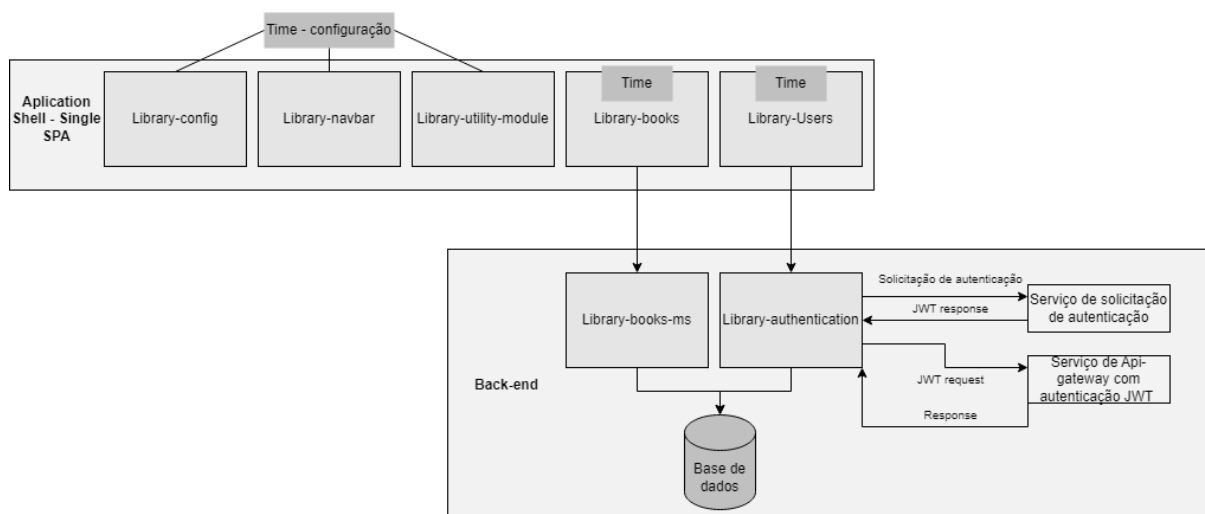 Time - configuração
Aplication
Shell - Single
SPA
Library-config
Library-navbar
Library-utility-module
Time
Library-books
Time
Library-Users
Back-end
Library-books-ms
Library-authentication
Solicitação de autenticação
JWT response
Serviço de solicitação
de autenticação
JWT request
Response
Serviço de Api-
gateway com
autenticação JWT
Base de
dados